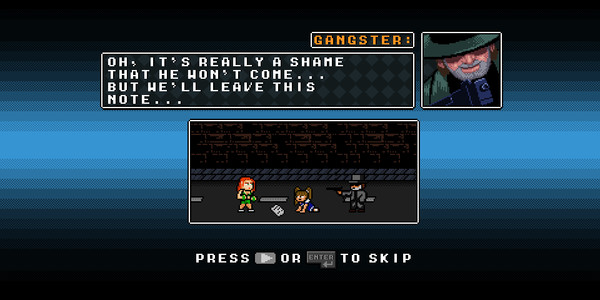 GANGSTER:
OH, IT'S REALLY A SHAME
THAT HE WON'T COME...
BUT WE'LL LEAVE THIS
NOTE...
PRESS OR ENTER TO SKIP